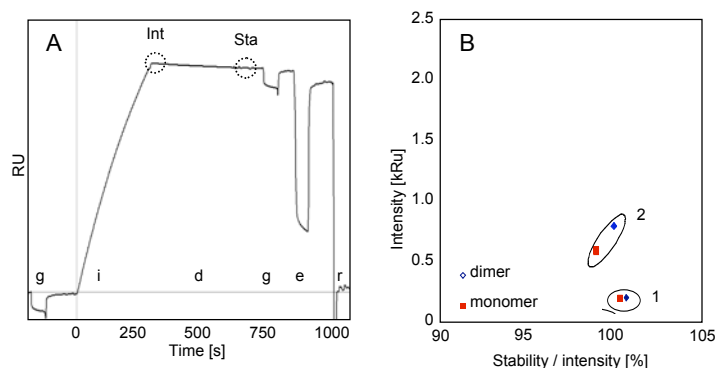 A
Int
Sta
RU
g i d g e r
0 250 500 750 1000
Time [s]
B
2.5
2.0
1.5
1.0
0.5
0
Intensity [kRu]
2
1
dimer
monomer
90 95 100 105
Stability / intensity [%]